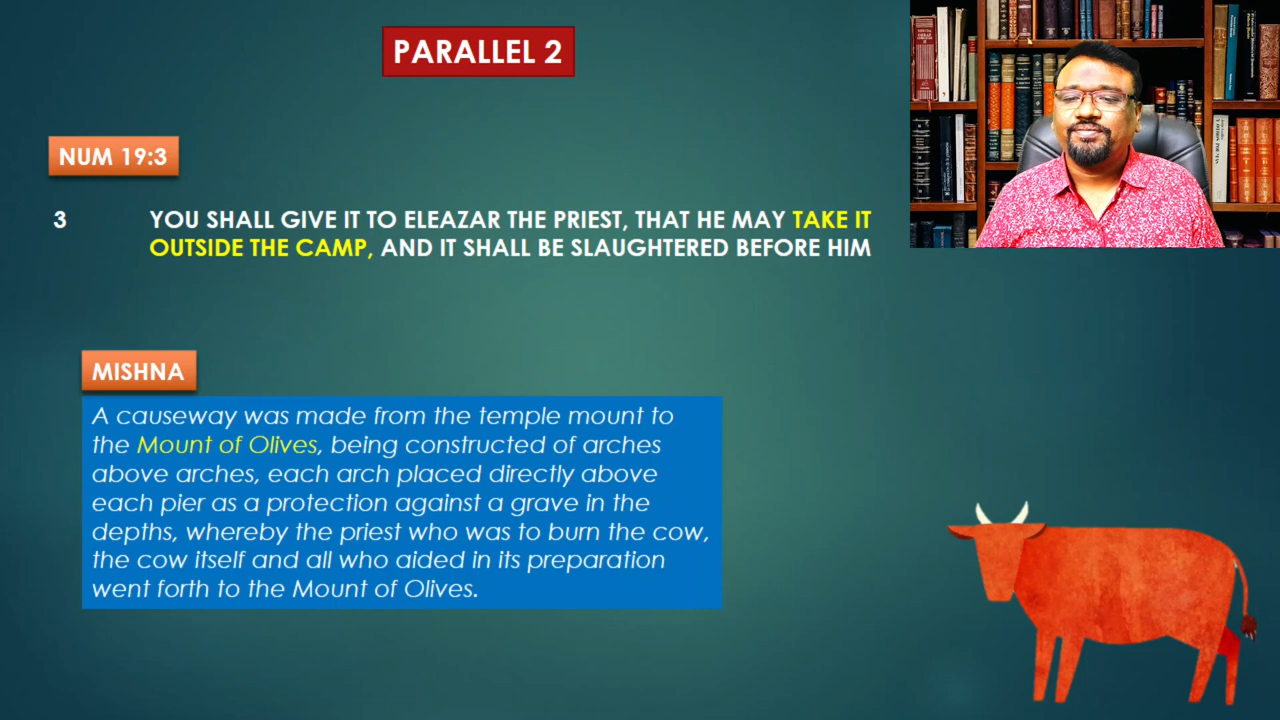 PARALLEL 2
NUM 19:3
3 YOU SHALL GIVE IT TO ELEAZAR THE PRIEST, THAT HE MAY TAKE IT
OUTSIDE THE CAMP, AND IT SHALL BE SLAUGHTERED BEFORE HIM
MISHNA
A causeway was made from the temple mount to
the Mount of Olives, being constructed of arches
above arches, each arch placed directly above
each pier as a protection against a grave in the
depths, whereby the priest who was to burn the cow,
the cow itself and all who aided in its preparation
went forth to the Mount of Olives.